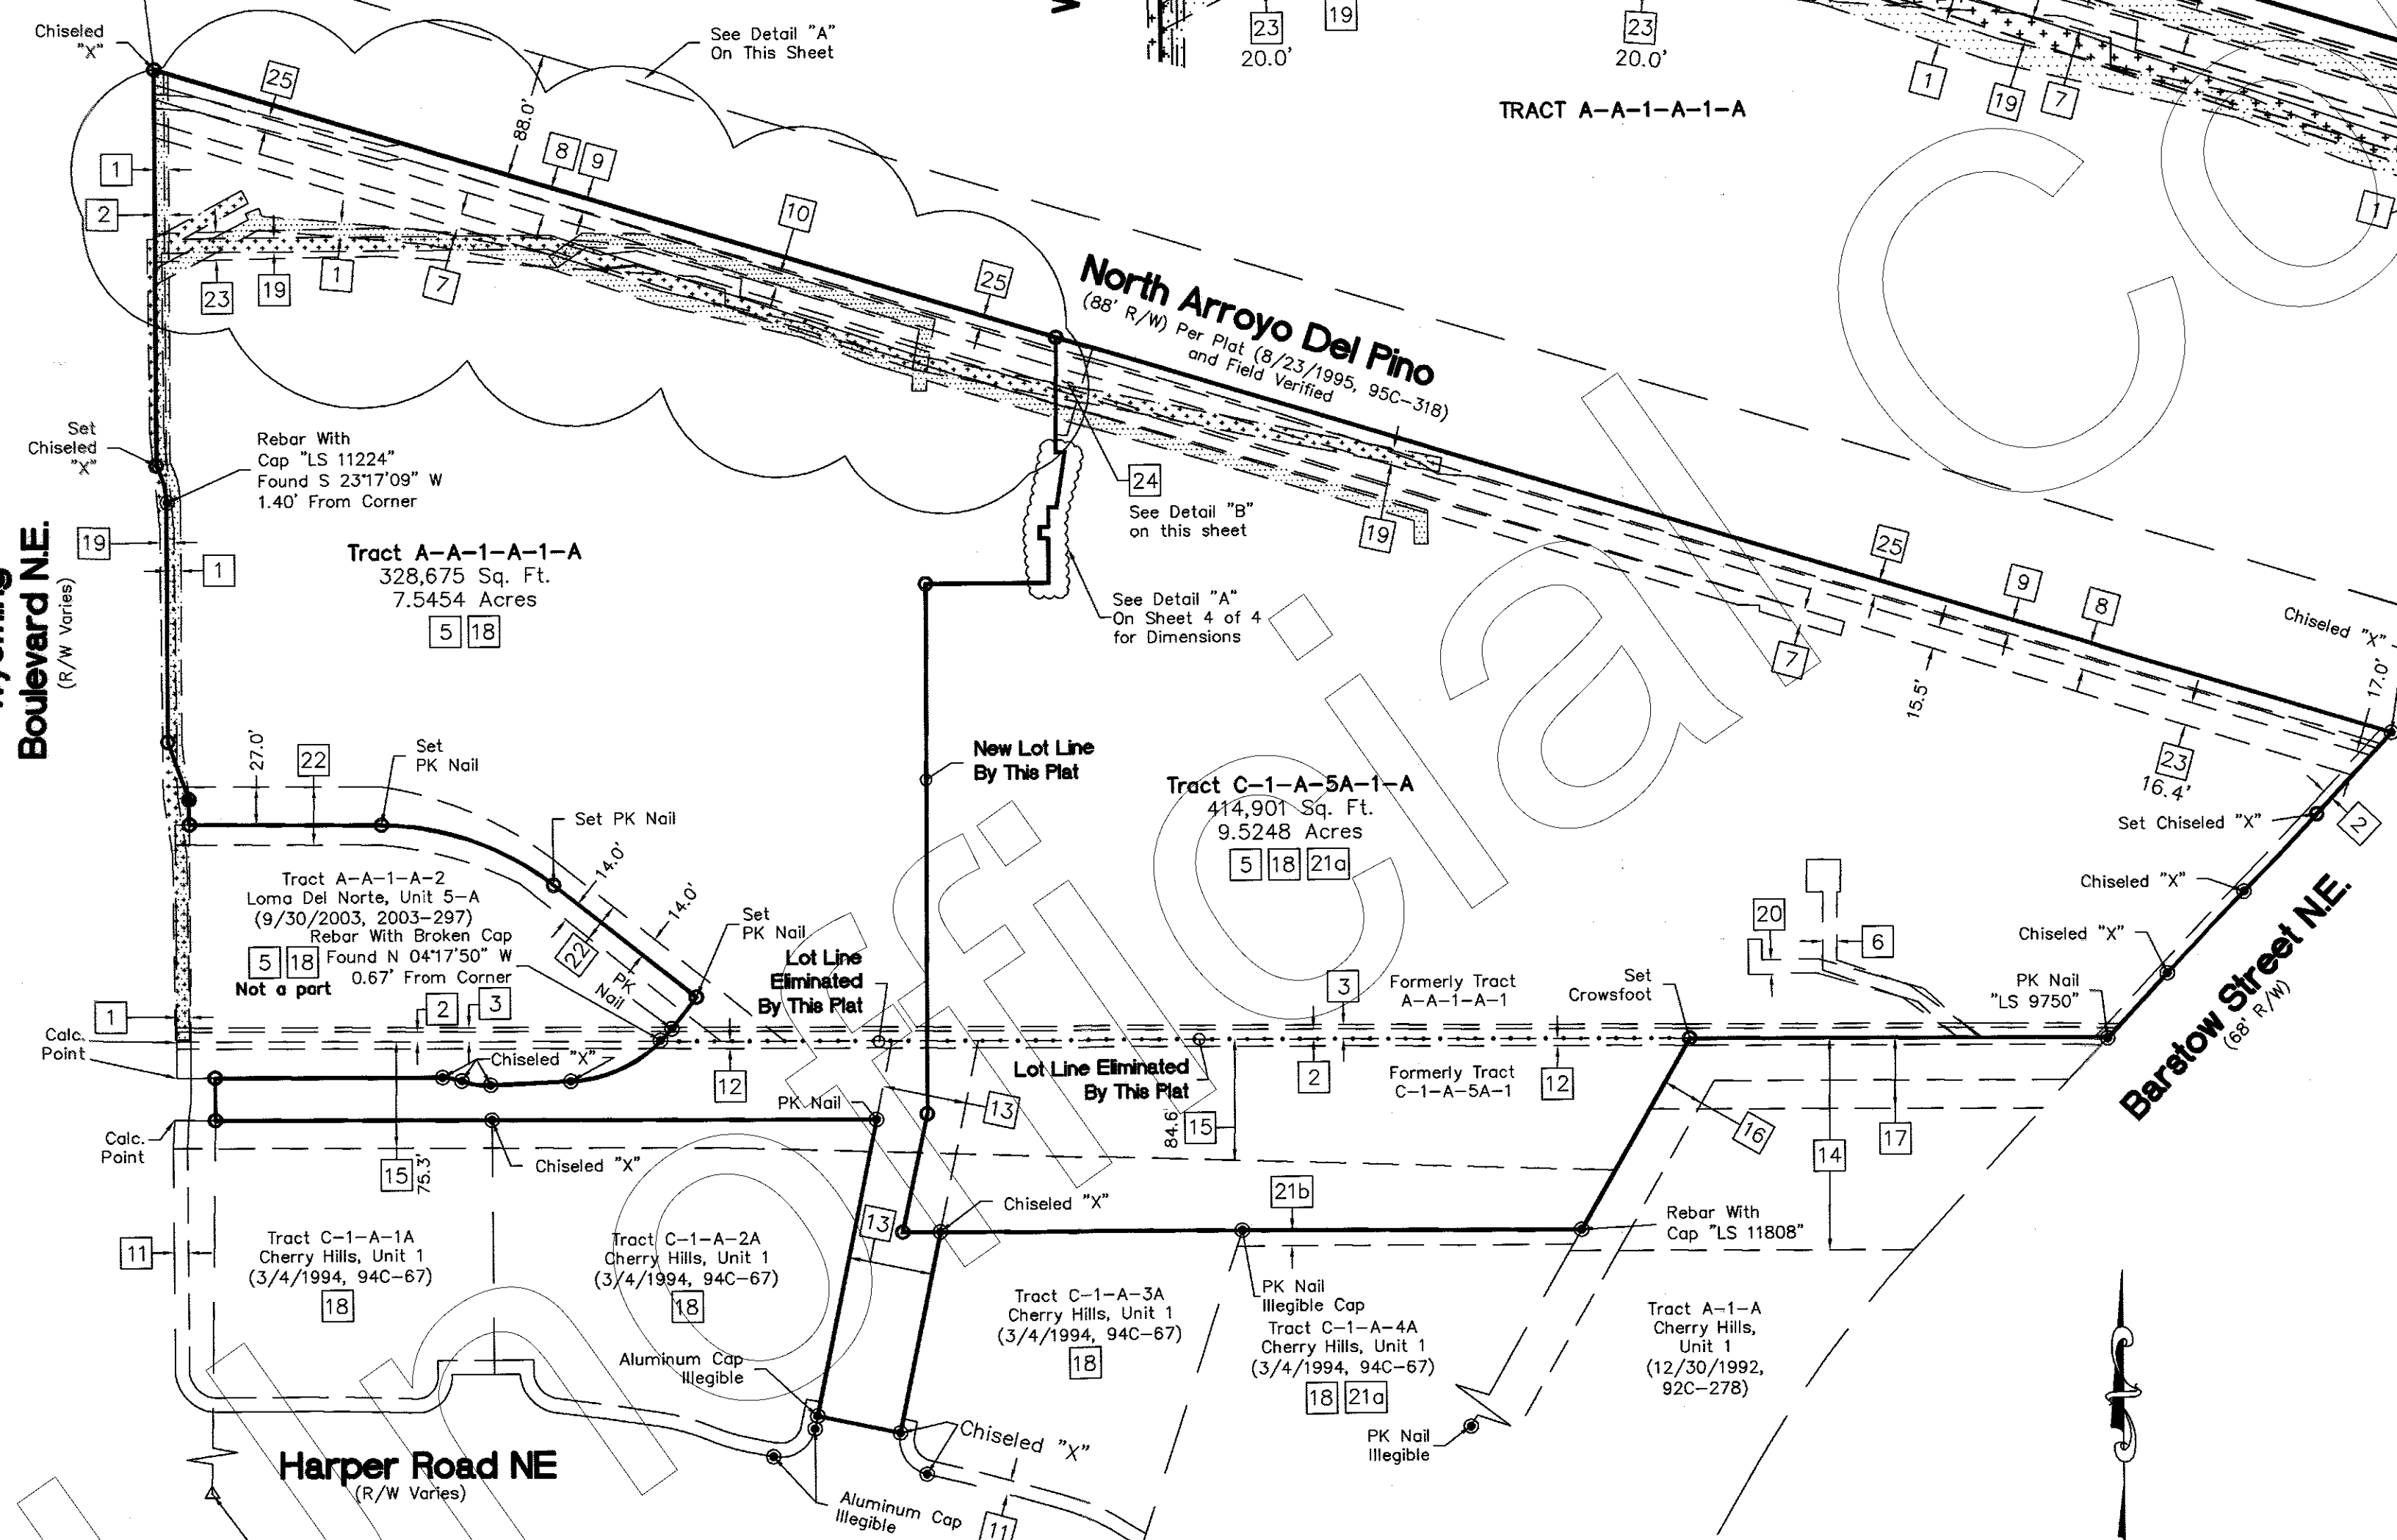 Chiseled
"X"
See Detail "A"
On This Sheet
23
20.0'
19
23
20.0'
1
19
7
TRACT A-A-1-A-1-A
1
25
88.0'
8
9
10
25
1
2
23
19
1
7
North Arroyo Del Pino
(88' R/W) Per Plat (8/23/1995, 95C-318)
and Field Verified
Set
Chiseled
"X"
Rebar With
Cap "LS 11224"
Found S 23°17'09" W
1.40' From Corner
24
See Detail "B"
on this sheet
19
Boulevard N.E.
(R/W Varies)
19
1
Tract A-A-1-A-1-A
328,675 Sq. Ft.
7.5454 Acres
5 18
See Detail "A"
On Sheet 4 of 4
for Dimensions
25
9
8
Chiseled "X"
7
15.5'
17.0'
23
16.4'
2
27.0'
22
Set
PK Nail
New Lot Line
By This Plat
Tract C-1-A-5A-1-A
414,901 Sq. Ft.
9.5248 Acres
5 18 21a
Set PK Nail
14.0'
14.0'
22
Set Chiseled "X"
Chiseled "X"
Chiseled "X"
PK Nail
"LS 9750"
Barstow Street N.E.
(68' R/W)
Tract A-A-1-A-2
Loma Del Norte, Unit 5-A
(9/30/2003, 2003-297)
Rebar With Broken Cap
Found N 04°17'50" W
0.67' From Corner
5 18
Not a part
PK
Nail
Set
PK Nail
Lot Line
Eliminated
By This Plat
20
6
1
2
3
Calc.
Point
Chiseled "X"
12
3
Formerly Tract
A-A-1-A-1
Set
Crowsfoot
Lot Line Eliminated
By This Plat
2
Formerly Tract
C-1-A-5A-1
12
PK Nail
13
84.6'
15
16
14
17
Calc.
Point
15
75.3'
Chiseled "X"
13
Chiseled "X"
21b
Rebar With
Cap "LS 11808"
11
Tract C-1-A-1A
Cherry Hills, Unit 1
(3/4/1994, 94C-67)
18
Tract C-1-A-2A
Cherry Hills, Unit 1
(3/4/1994, 94C-67)
18
Tract C-1-A-3A
Cherry Hills, Unit 1
(3/4/1994, 94C-67)
18
PK Nail
Illegible Cap
Tract C-1-A-4A
Cherry Hills, Unit 1
(3/4/1994, 94C-67)
18 21a
Tract A-1-A
Cherry Hills,
Unit 1
(12/30/1992,
92C-278)
Aluminum Cap
Illegible
Chiseled "X"
PK Nail
Illegible
Harper Road NE
(R/W Varies)
Aluminum Cap
Illegible
11